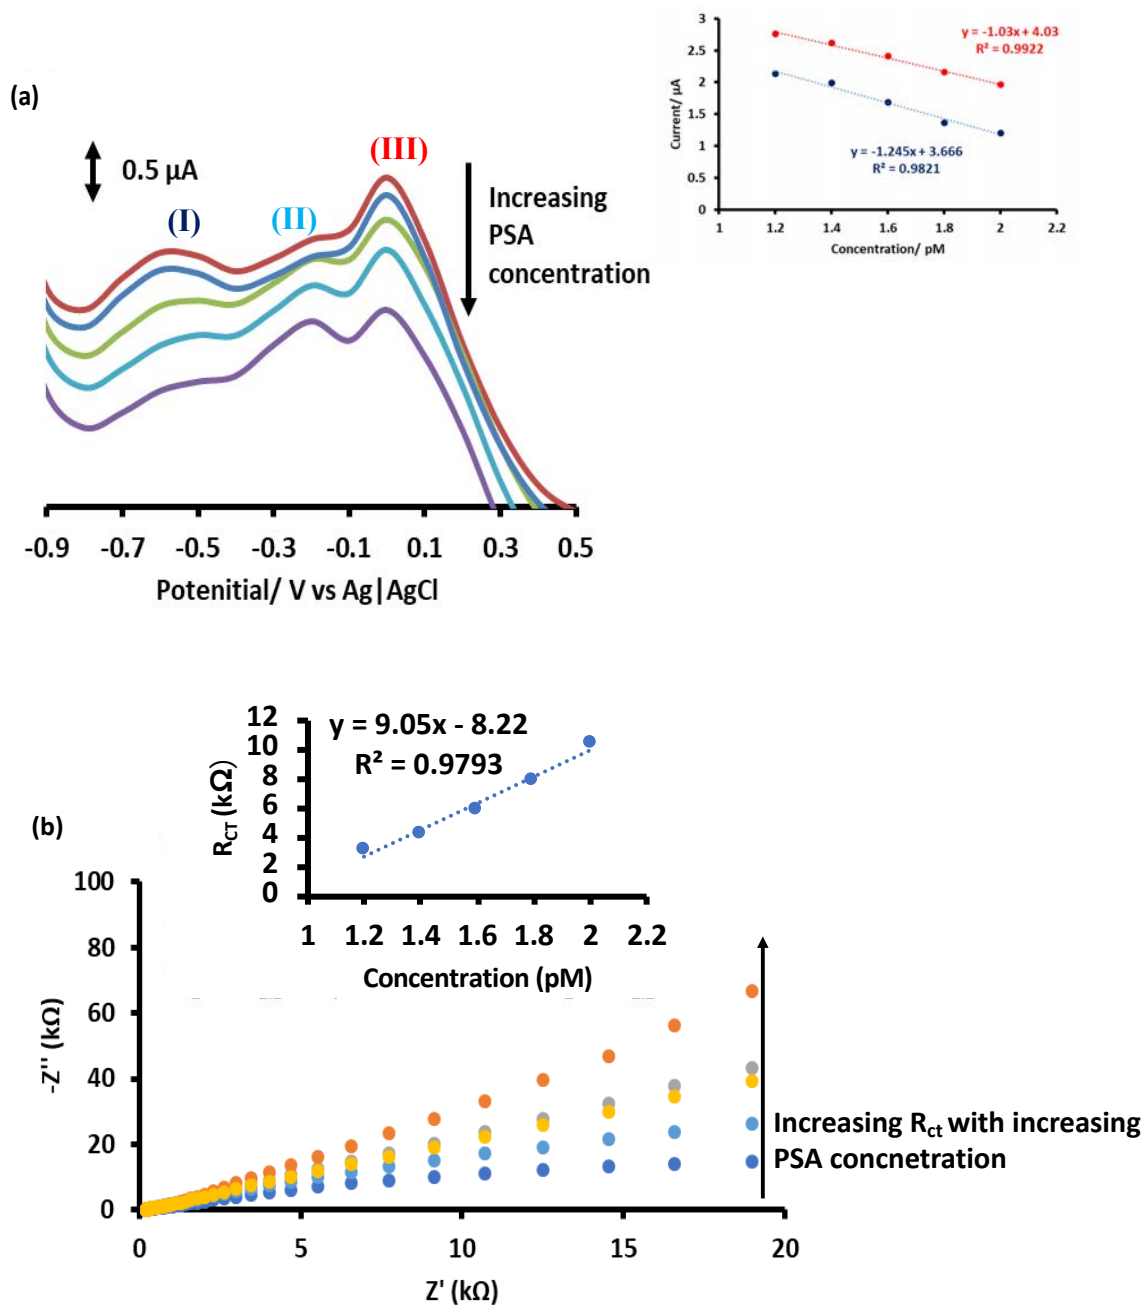 (a)
0.5 μA
(I)
(II)
(III)
Increasing
PSA
concentration
-0.9 -0.7 -0.5 -0.3 -0.1 0.1 0.3 0.5
Potenitial/ V vs Ag|AgCl
3
2.5
2
1.5
1
0.5
0
Current/ μA
y = -1.03x + 4.03
R² = 0.9922
y = -1.245x + 3.666
R² = 0.9821
1 1.2 1.4 1.6 1.8 2 2.2
Concentration/ pM
(b)
12
10
8
6
4
2
0
R_CT (kΩ)
y = 9.05x - 8.22
R² = 0.9793
1 1.2 1.4 1.6 1.8 2 2.2
Concentration (pM)
100
80
60
40
20
0
-Z'' (kΩ)
Increasing R_ct with increasing
PSA concnetration
0 5 10 15 20
Z' (kΩ)